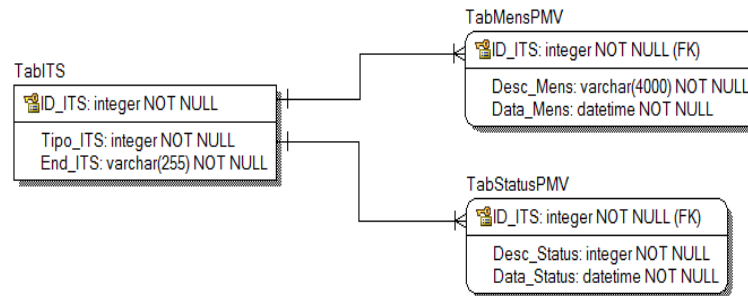 TabMensPMV
ID_ITS: integer NOT NULL (FK)
Desc_Mens: varchar(4000) NOT NULL
Data_Mens: datetime NOT NULL
TabITS
ID_ITS: integer NOT NULL
Tipo_ITS: integer NOT NULL
End_ITS: varchar(255) NOT NULL
TabStatusPMV
ID_ITS: integer NOT NULL (FK)
Desc_Status: integer NOT NULL
Data_Status: datetime NOT NULL